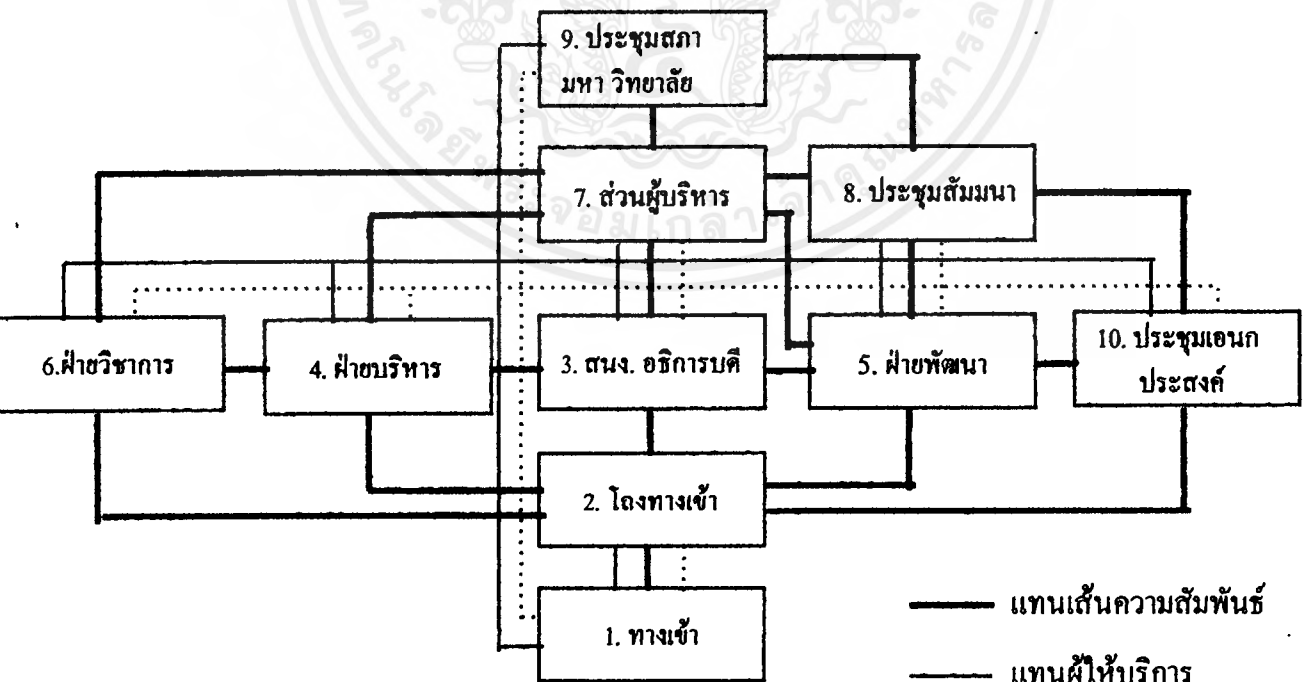 9. ประชุมสภา
มหา วิทยาลัย
7. ส่วนผู้บริหาร
8. ประชุมสัมมนา
6.ฝ่ายวิชาการ
4. ฝ่ายบริหาร
3. สนง. อธิการบดี
5. ฝ่ายพัฒนา
10. ประชุมเอนก
ประสงค์
2. โถงทางเข้า
1. ทางเข้า
แทนเส้นความสัมพันธ์
แทนผู้ให้บริการ